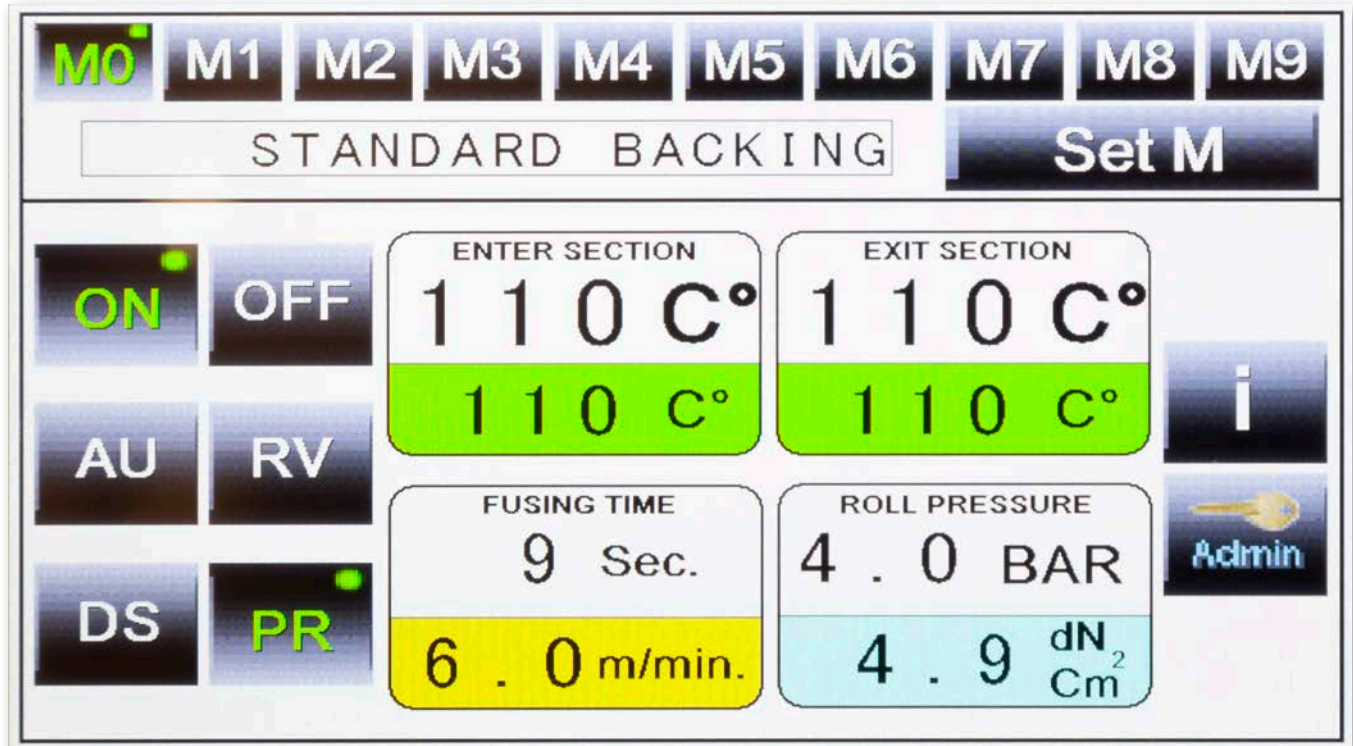 M0 M1 M2 M3 M4 M5 M6 M7 M8 M9
STANDARD BACKING
Set M
ON OFF
ENTER SECTION
110 C°
110 C°
EXIT SECTION
110 C°
110 C°
i
AU RV
FUSING TIME
9 Sec.
6.0 m/min.
ROLL PRESSURE
4.0 BAR
4.9 dN
Cm2
Admin
DS PR